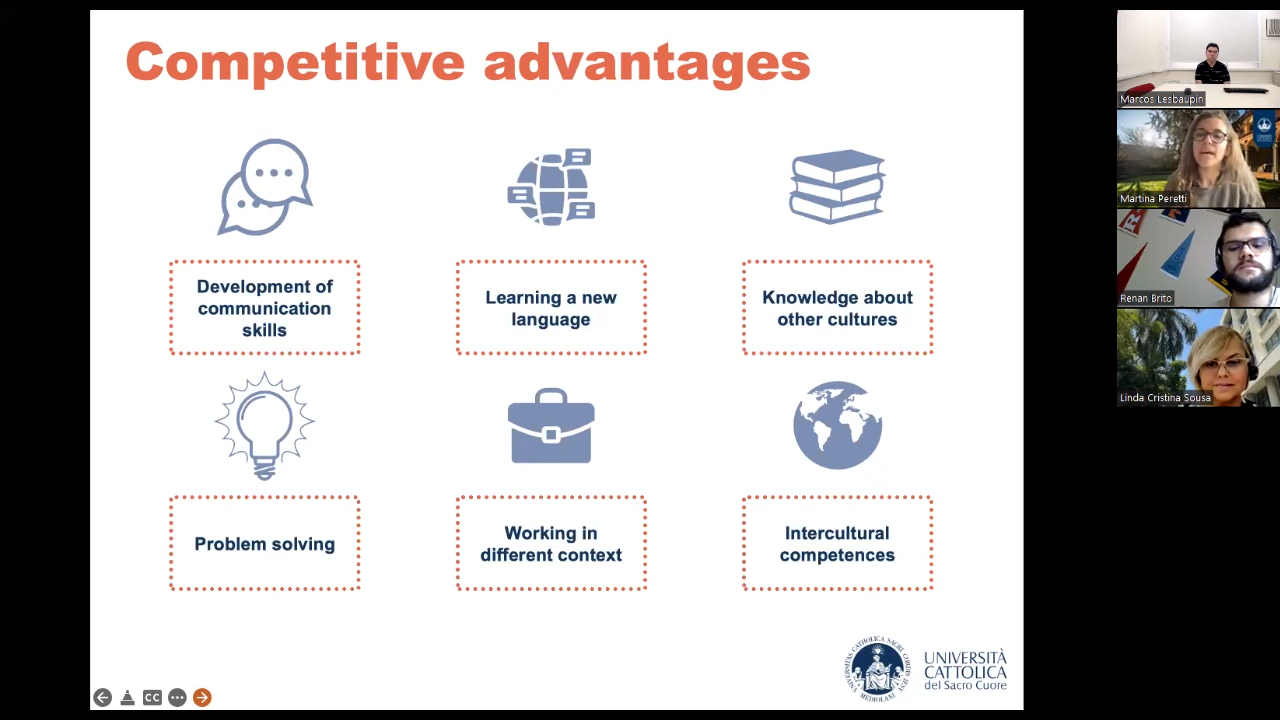 Competitive advantages
Development of
communication
skills
Learning a new
language
Knowledge about
other cultures
Problem solving
Working in
different context
Intercultural
competences
UNIVERSITÀ
CATTOLICA
del Sacro Cuore
CC
Marcos Lesbaupin
Martina Peretti
Renan Brito
Linda Cristina Sousa